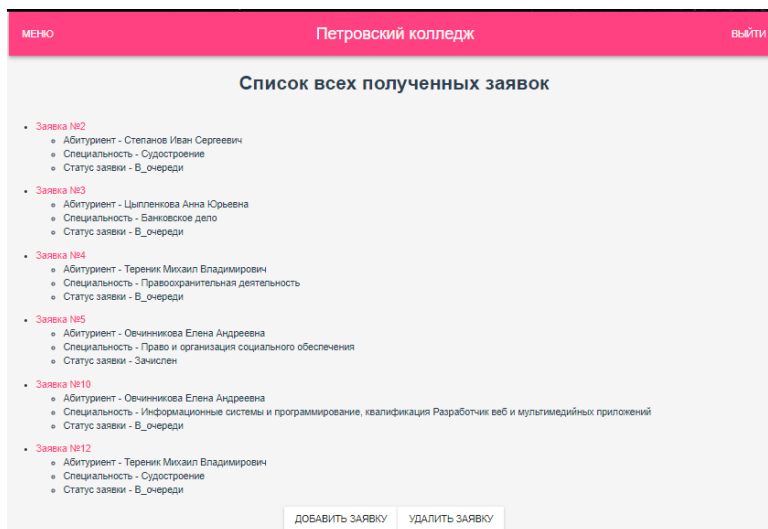 МЕНЮ Петровский колледж ВЫЙТИ
Список всех полученных заявок
Заявка №2
Абитуриент - Степанов Иван Сергеевич
Специальность - Судостроение
Статус заявки - В_очереди
Заявка №3
Абитуриент - Цыпленкова Анна Юрьевна
Специальность - Банковское дело
Статус заявки - В_очереди
Заявка №4
Абитуриент - Тереник Михаил Владимирович
Специальность - Правоохранительная деятельность
Статус заявки - В_очереди
Заявка №5
Абитуриент - Овчинникова Елена Андреевна
Специальность - Право и организация социального обеспечения
Статус заявки - Зачислен
Заявка №10
Абитуриент - Овчинникова Елена Андреевна
Специальность - Информационные системы и программирование, квалификация Разработчик веб и мультимедийных приложений
Статус заявки - В_очереди
Заявка №12
Абитуриент - Тереник Михаил Владимирович
Специальность - Судостроение
Статус заявки - В_очереди
ДОБАВИТЬ ЗАЯВКУ УДАЛИТЬ ЗАЯВКУ